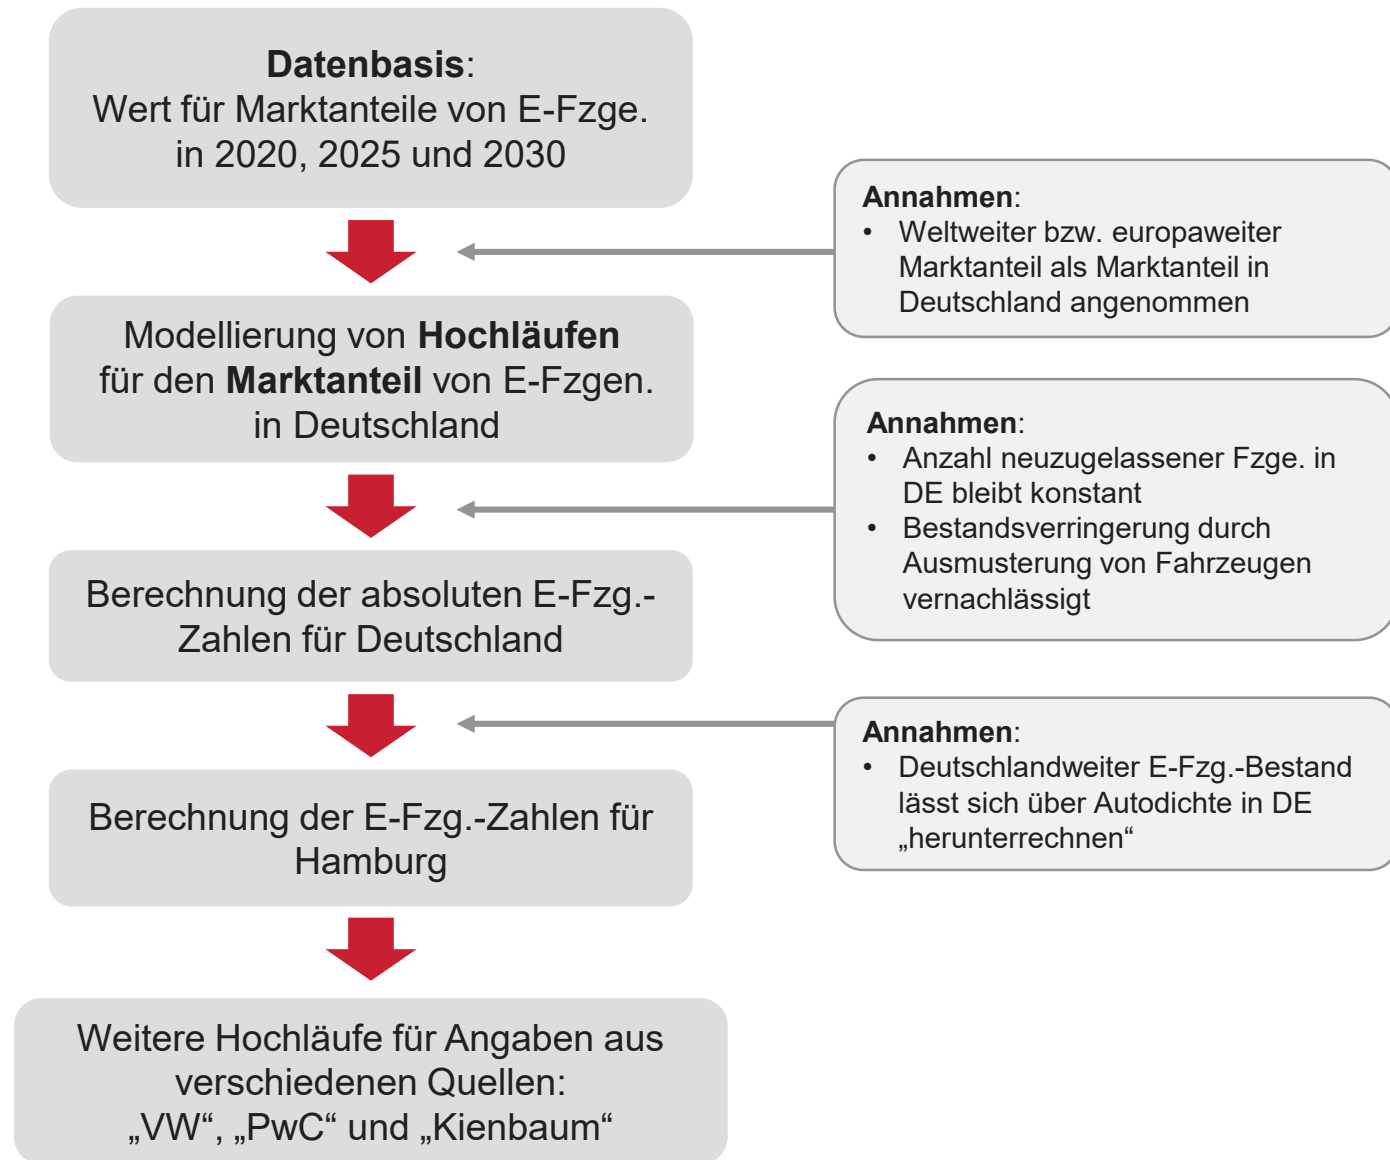 Datenbasis:
Wert für Marktanteile von E-Fzge.
in 2020, 2025 und 2030
Annahmen:
• Weltweiter bzw. europaweiter
Marktanteil als Marktanteil in
Deutschland angenommen
Modellierung von Hochläufen
für den Marktanteil von E-Fzgen.
in Deutschland
Annahmen:
• Anzahl neuzugelassener Fzge. in
DE bleibt konstant
• Bestandsverringerung durch
Ausmusterung von Fahrzeugen
vernachlässigt
Berechnung der absoluten E-Fzg.-
Zahlen für Deutschland
Annahmen:
• Deutschlandweiter E-Fzg.-Bestand
lässt sich über Autodichte in DE
„herunterrechnen“
Berechnung der E-Fzg.-Zahlen für
Hamburg
Weitere Hochläufe für Angaben aus
verschiedenen Quellen:
„VW“, „PwC“ und „Kienbaum“